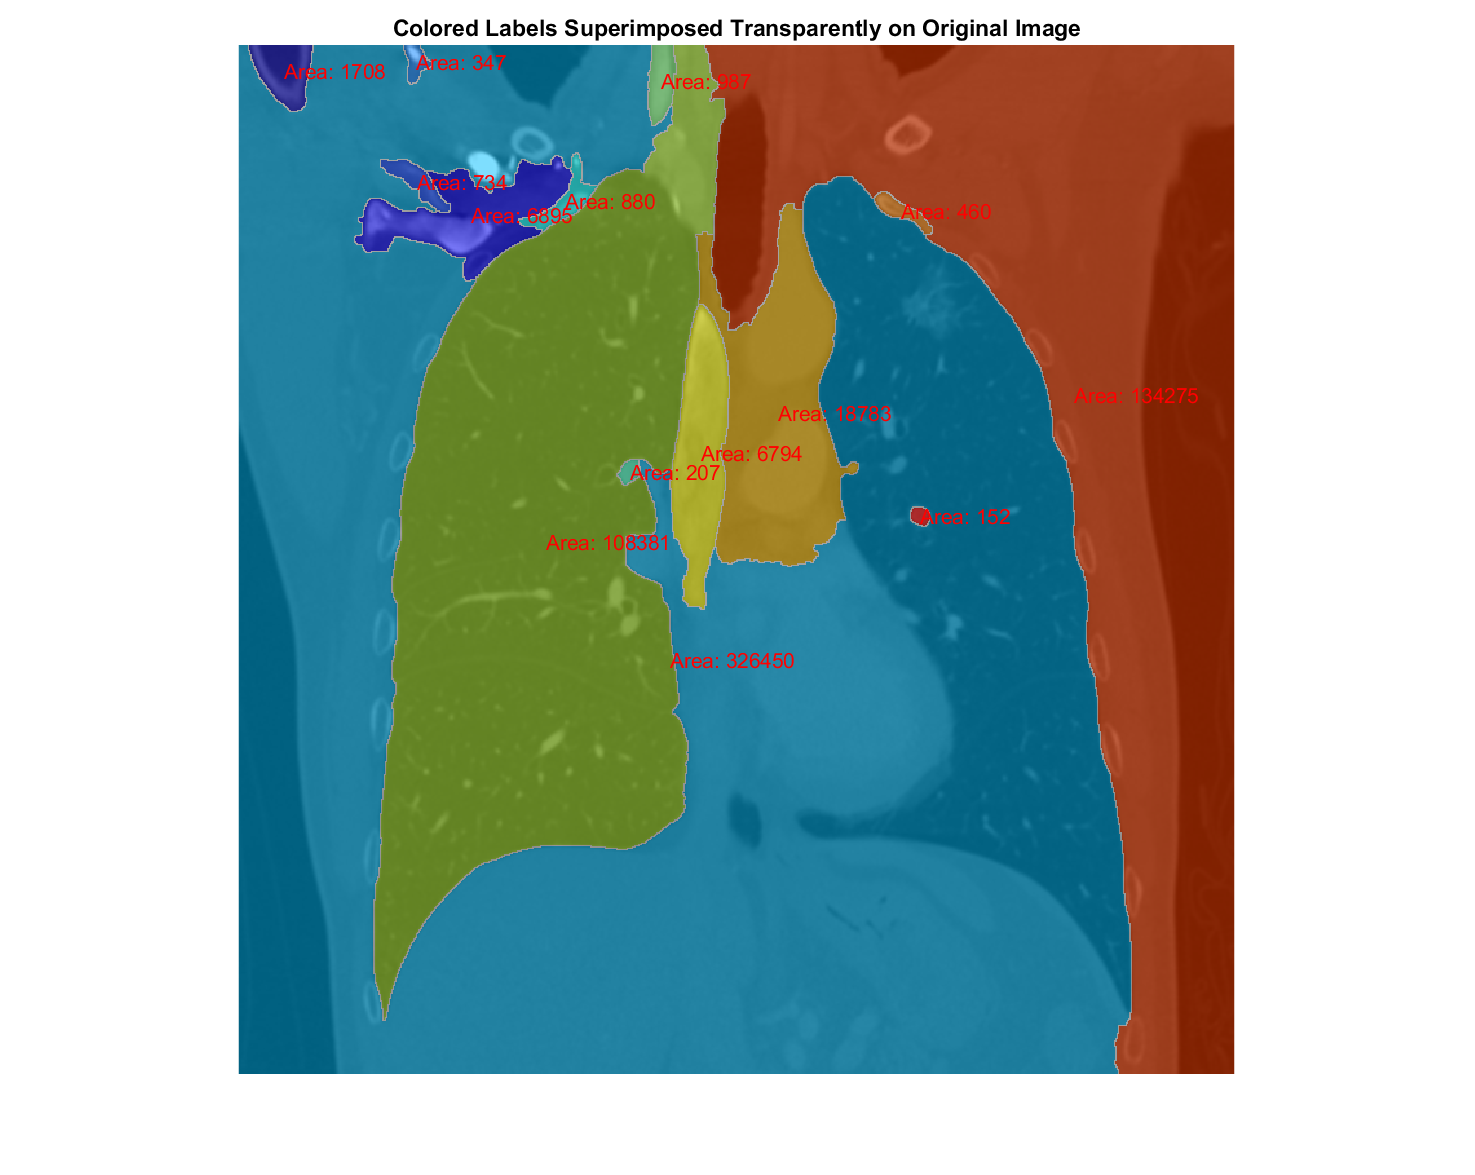 Colored Labels Superimposed Transparently on Original Image
Area: 347
Area: 1708
Area: 987
Area: 734
Area: 880
Area: 460
Area: 6895
Area: 134275
Area: 18783
Area: 6794
Area: 207
Area: 152
Area: 108381
Area: 326450